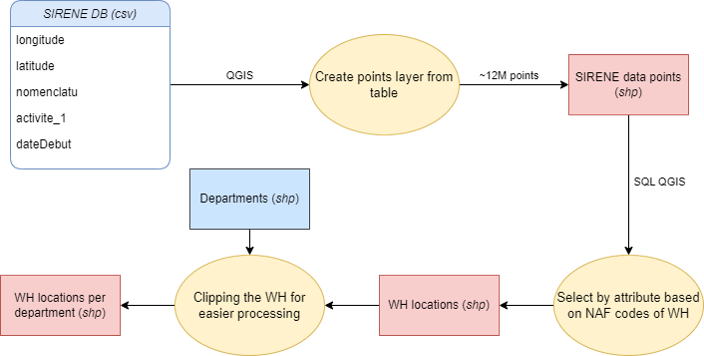 SIRENE DB (csv)
longitude
latitude
nomenclatu
activite_1
dateDebut
QGIS
Create points layer from
table
~12M points
SIRENE data points
(shp)
SQL QGIS
Departments (shp)
WH locations per
department (shp)
Clipping the WH for
easier processing
WH locations (shp)
Select by attribute based
on NAF codes of WH